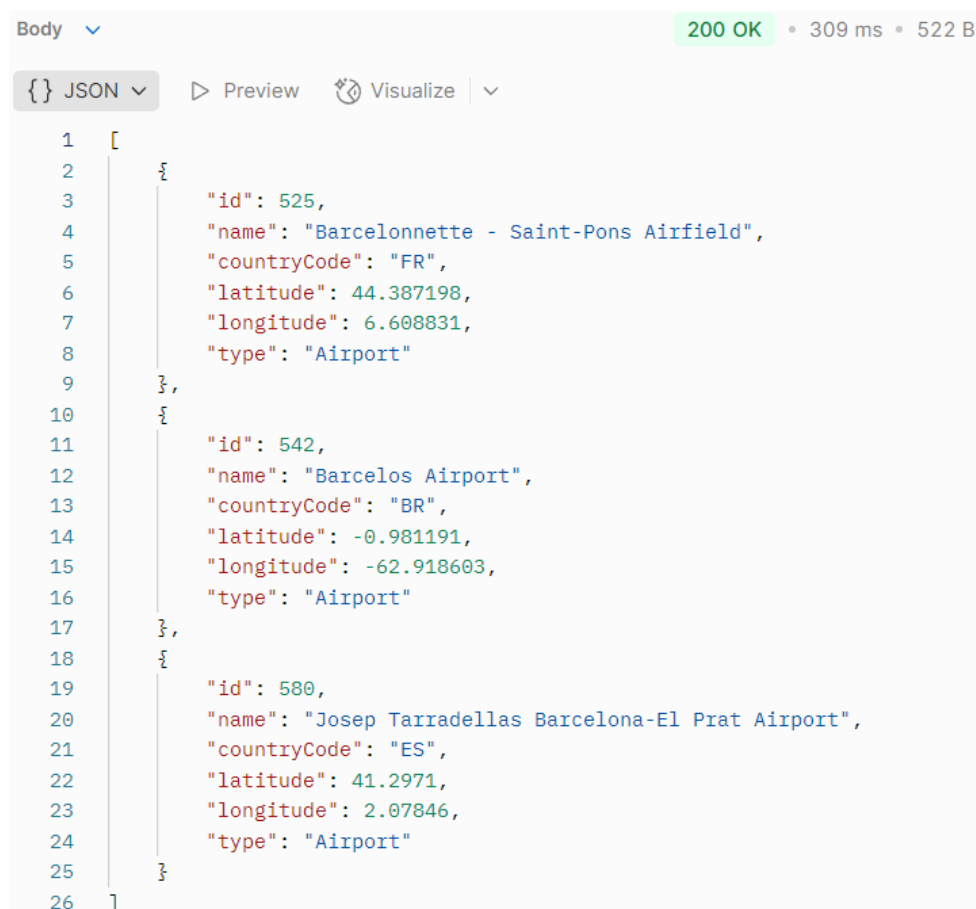 Body
200 OK • 309 ms • 522 B
{} JSON Preview Visualize
1 [
2 {
3 "id": 525,
4 "name": "Barcelonnette - Saint-Pons Airfield",
5 "countryCode": "FR",
6 "latitude": 44.387198,
7 "longitude": 6.608831,
8 "type": "Airport"
9 },
10 {
11 "id": 542,
12 "name": "Barcelos Airport",
13 "countryCode": "BR",
14 "latitude": -0.981191,
15 "longitude": -62.918603,
16 "type": "Airport"
17 },
18 {
19 "id": 580,
20 "name": "Josep Tarradellas Barcelona-El Prat Airport",
21 "countryCode": "ES",
22 "latitude": 41.2971,
23 "longitude": 2.07846,
24 "type": "Airport"
25 }
26 ]